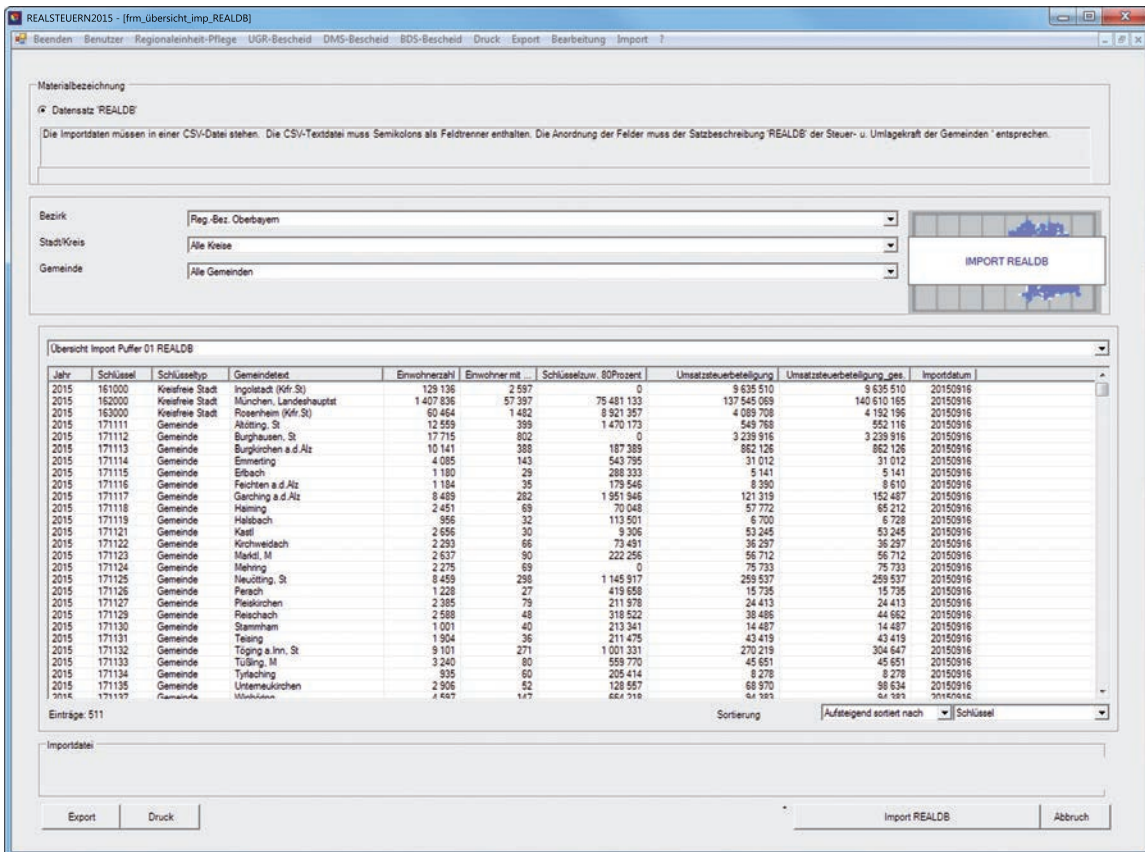 REALSTEUERN2015 - [frm_übersicht_imp_REALDB]
Beenden Benutzer Regionaleinheit-Pflege UGR-Bescheid DMS-Bescheid BDS-Bescheid Druck Export Bearbeitung Import ?
Materialbezeichnung
Datensatz 'REALDB'
Die Importdaten müssen in einer CSV-Datei stehen. Die CSV-Textdatei muss Semikolons als Feldtrenner enthalten. Die Anordnung der Felder muss der Satzbeschreibung 'REALDB' der Steuer- u. Umlagekraft der Gemeinden ' entsprechen.
Bezirk Reg.-Bez. Oberbayern
Stadt/Kreis Alle Kreise
Gemeinde Alle Gemeinden
IMPORT REALDB
Übersicht Import Puffer 01 REALDB
Jahr Schlüssel Schlüsseltyp Gemeindetext Einwohnerzahl Einwohner mit ... Schlüsselzuw. 80Prozent Umsatzsteuerbeteiligung Umsatzsteuerbeteiligung_ges. Importdatum
2015 161000 Kreisfreie Stadt Ingolstadt (Krfr.St) 129 136 2 597 0 9 635 510 9 635 510 20150916
2015 162000 Kreisfreie Stadt München, Landeshauptst 1 407 836 57 397 75 481 133 137 545 069 140 610 165 20150916
2015 163000 Kreisfreie Stadt Rosenheim (Krfr.St) 60 464 1 482 8 921 357 4 089 708 4 192 196 20150916
2015 171111 Gemeinde Altötting, St 12 559 399 1 470 173 549 768 552 116 20150916
2015 171112 Gemeinde Burghausen, St 17 715 802 0 3 239 916 3 239 916 20150916
2015 171113 Gemeinde Burgkirchen a.d.Alz 10 141 388 187 389 862 126 862 126 20150916
2015 171114 Gemeinde Emmerting 4 085 143 543 795 31 012 31 012 20150916
2015 171115 Gemeinde Erlbach 1 180 29 288 333 5 141 5 141 20150916
2015 171116 Gemeinde Feichten a.d.Alz 1 184 35 179 546 8 390 8 610 20150916
2015 171117 Gemeinde Garching a.d.Alz 8 489 282 1 951 946 121 319 152 487 20150916
2015 171118 Gemeinde Haiming 2 451 69 70 048 57 772 65 212 20150916
2015 171119 Gemeinde Halsbach 956 32 113 501 6 700 6 728 20150916
2015 171121 Gemeinde Kastl 2 656 30 9 306 53 245 53 245 20150916
2015 171122 Gemeinde Kirchweidach 2 293 66 73 491 36 297 36 297 20150916
2015 171123 Gemeinde Marktl, M 2 637 90 222 256 56 712 56 712 20150916
2015 171124 Gemeinde Mehring 2 275 69 0 75 733 75 733 20150916
2015 171125 Gemeinde Neuötting, St 8 459 298 1 145 917 259 537 259 537 20150916
2015 171126 Gemeinde Perach 1 228 27 419 658 15 735 15 735 20150916
2015 171127 Gemeinde Pleiskirchen 2 385 79 211 978 24 413 24 413 20150916
2015 171129 Gemeinde Reischach 2 588 48 318 522 38 486 44 662 20150916
2015 171130 Gemeinde Stammham 1 001 40 213 341 14 487 14 487 20150916
2015 171131 Gemeinde Teising 1 904 36 211 475 43 419 43 419 20150916
2015 171132 Gemeinde Töging a.Inn, St 9 101 271 1 001 331 270 219 304 647 20150916
2015 171133 Gemeinde Tüßling, M 3 240 80 559 770 45 651 45 651 20150916
2015 171134 Gemeinde Tyrlaching 935 60 205 414 8 278 8 278 20150916
2015 171135 Gemeinde Unterneukirchen 2 906 52 128 557 68 970 98 634 20150916
2015 171137 Gemeinde Winhöring 4 597 147 664 218 94 383 94 383 20150916
Einträge: 511 Sortierung Aufsteigend sortiert nach Schlüssel
Importdatei
Export Druck Import REALDB Abbruch